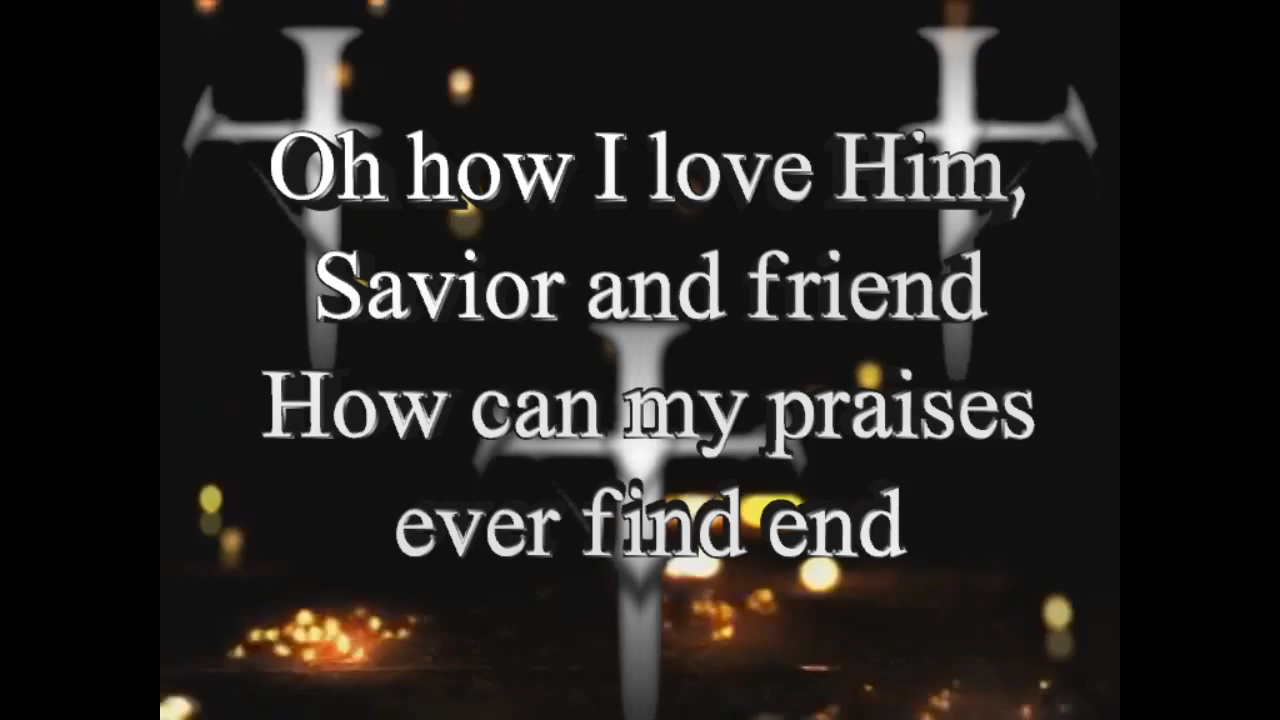 Oh how I love Him,
Savior and friend
How can my praises
ever find end